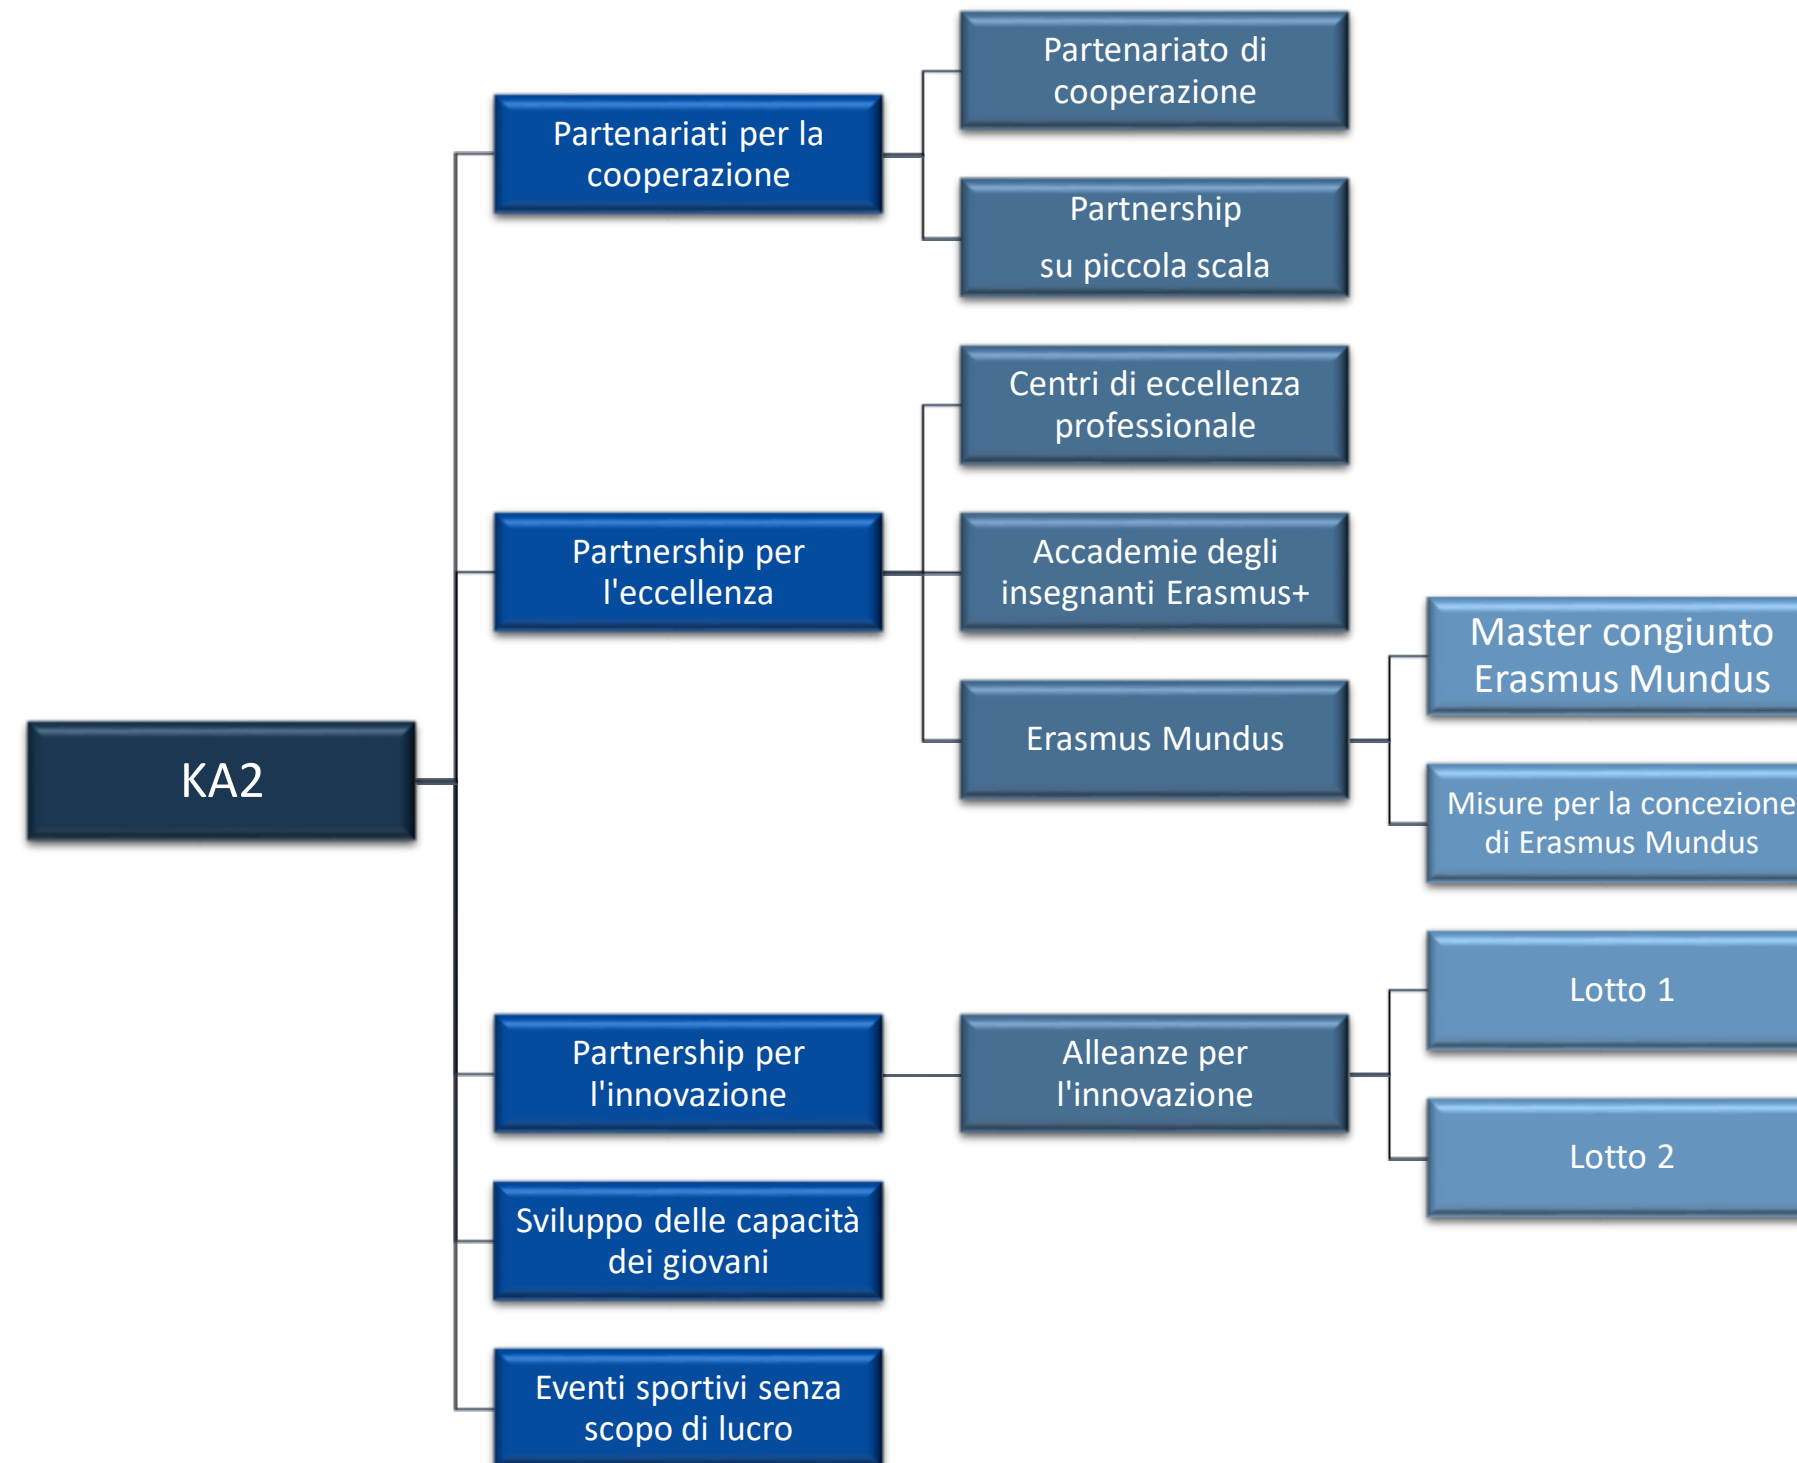 KA2
Partenariati per la
cooperazione
Partenariato di
cooperazione
Partnership
su piccola scala
Partnership per
l'eccellenza
Centri di eccellenza
professionale
Accademie degli
insegnanti Erasmus+
Erasmus Mundus
Master congiunto
Erasmus Mundus
Misure per la concezione
di Erasmus Mundus
Partnership per
l'innovazione
Alleanze per
l'innovazione
Lotto 1
Lotto 2
Sviluppo delle capacità
dei giovani
Eventi sportivi senza
scopo di lucro